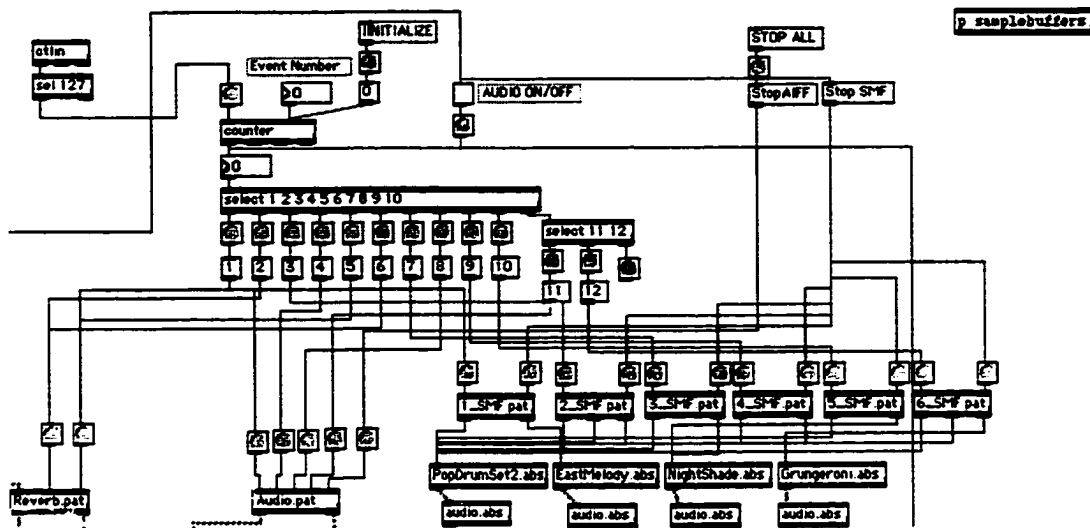 INITIALIZE
p samplebuffers
STOP ALL
ctlin
Event Number
sel 127
0
0
AUDIO ON/OFF
StopAIFF
Stop SMF
counter
0
select 1 2 3 4 5 6 7 8 9 10
select 11 12
1 2 3 4 5 6 7 8 9 10
11 12
1_SMF.pat 2_SMF.pat 3_SMF.pat 4_SMF.pat 5_SMF.pat 6_SMF.pat
PopDrumSet2.abs EastMelody.abs NightShade.abs Grungeroni.abs
Reverb.pat
Audio.pat
audio.abs audio.abs audio.abs audio.abs